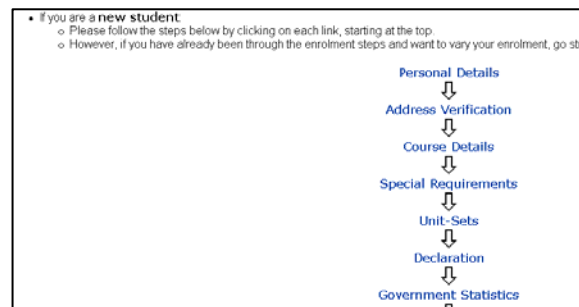 If you are a new student:
Please follow the steps below by clicking on each link, starting at the top.
However, if you have already been through the enrolment steps and want to vary your enrolment, go st
Personal Details
Address Verification
Course Details
Special Requirements
Unit-Sets
Declaration
Government Statistics